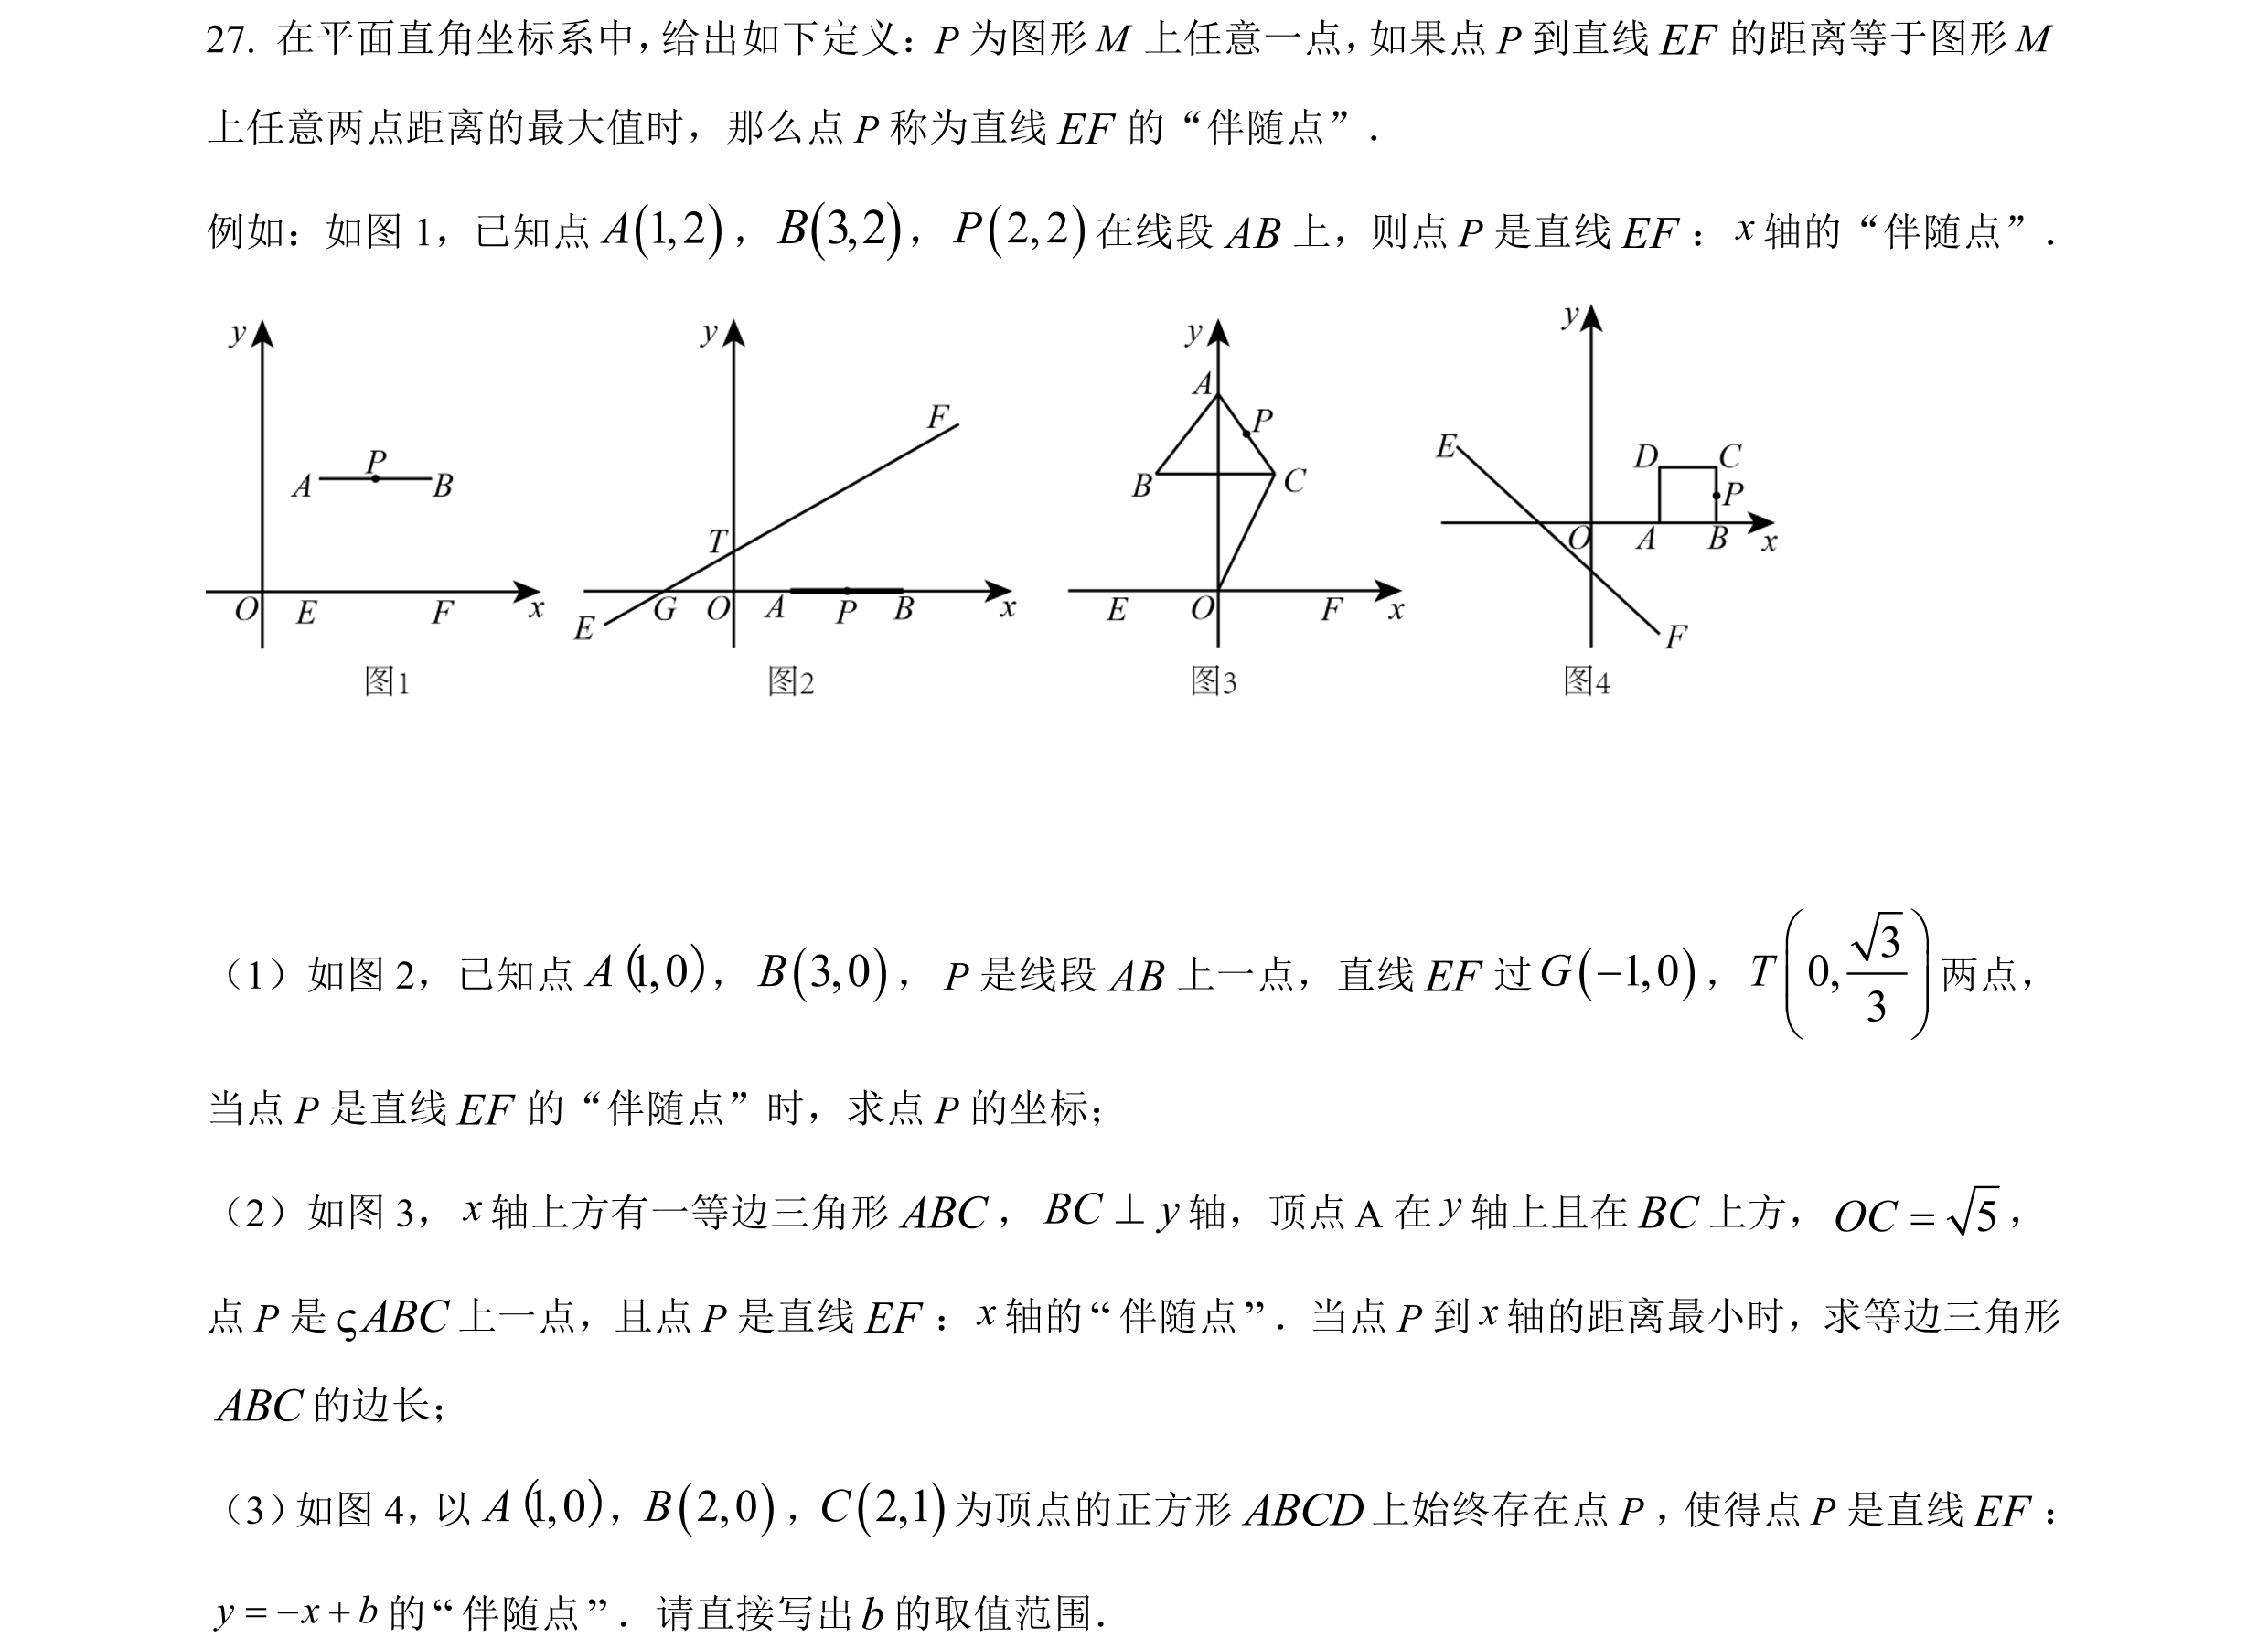 27. 在平面直角坐标系中，给出如下定义：P 为图形 M 上任意一点，如果点 P 到直线 EF 的距离等于图形 M
上任意两点距离的最大值时，那么点 P 称为直线 EF 的“伴随点”．
例如：如图 1，已知点 A(1,2)，B(3,2)，P(2,2) 在线段 AB 上，则点 P 是直线 EF：x 轴的“伴随点”．
y A P B O E F x
图1
y F T E G O A P B x
图2
y A P B C E O F x
图3
y E D C P O A B x F
图4
（1）如图 2，已知点 A(1,0)，B(3,0)，P 是线段 AB 上一点，直线 EF 过 G(−1,0)，T(0,√3/3) 两点，
当点 P 是直线 EF 的“伴随点”时，求点 P 的坐标；
（2）如图 3，x 轴上方有一等边三角形 ABC，BC ⊥ y 轴，顶点 A 在 y 轴上且在 BC 上方，OC = √5，
点 P 是 ςABC 上一点，且点 P 是直线 EF：x 轴的“伴随点”．当点 P 到 x 轴的距离最小时，求等边三角形
ABC 的边长；
（3）如图 4，以 A(1,0)，B(2,0)，C(2,1) 为顶点的正方形 ABCD 上始终存在点 P，使得点 P 是直线 EF：
y = −x + b 的“伴随点”．请直接写出 b 的取值范围．